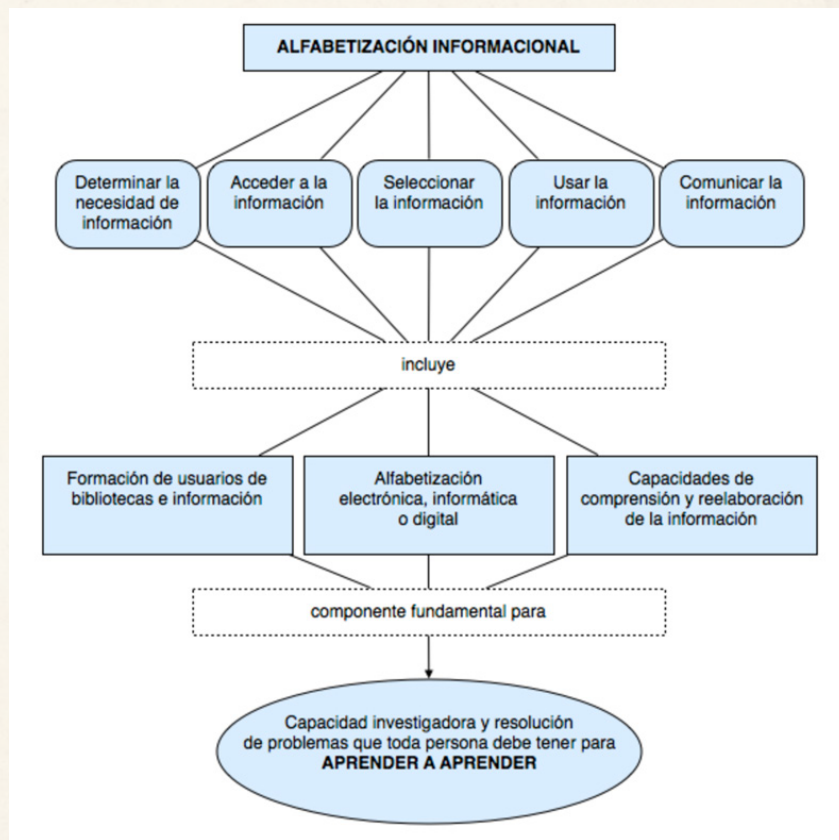 ALFABETIZACIÓN INFORMACIONAL
Determinar la
necesidad de
información
Acceder a la
información
Seleccionar
la información
Usar la
información
Comunicar la
información
incluye
Formación de usuarios de
bibliotecas e información
Alfabetización
electrónica, informática
o digital
Capacidades de
comprensión y reelaboración
de la información
componente fundamental para
Capacidad investigadora y resolución
de problemas que toda persona debe tener para
APRENDER A APRENDER